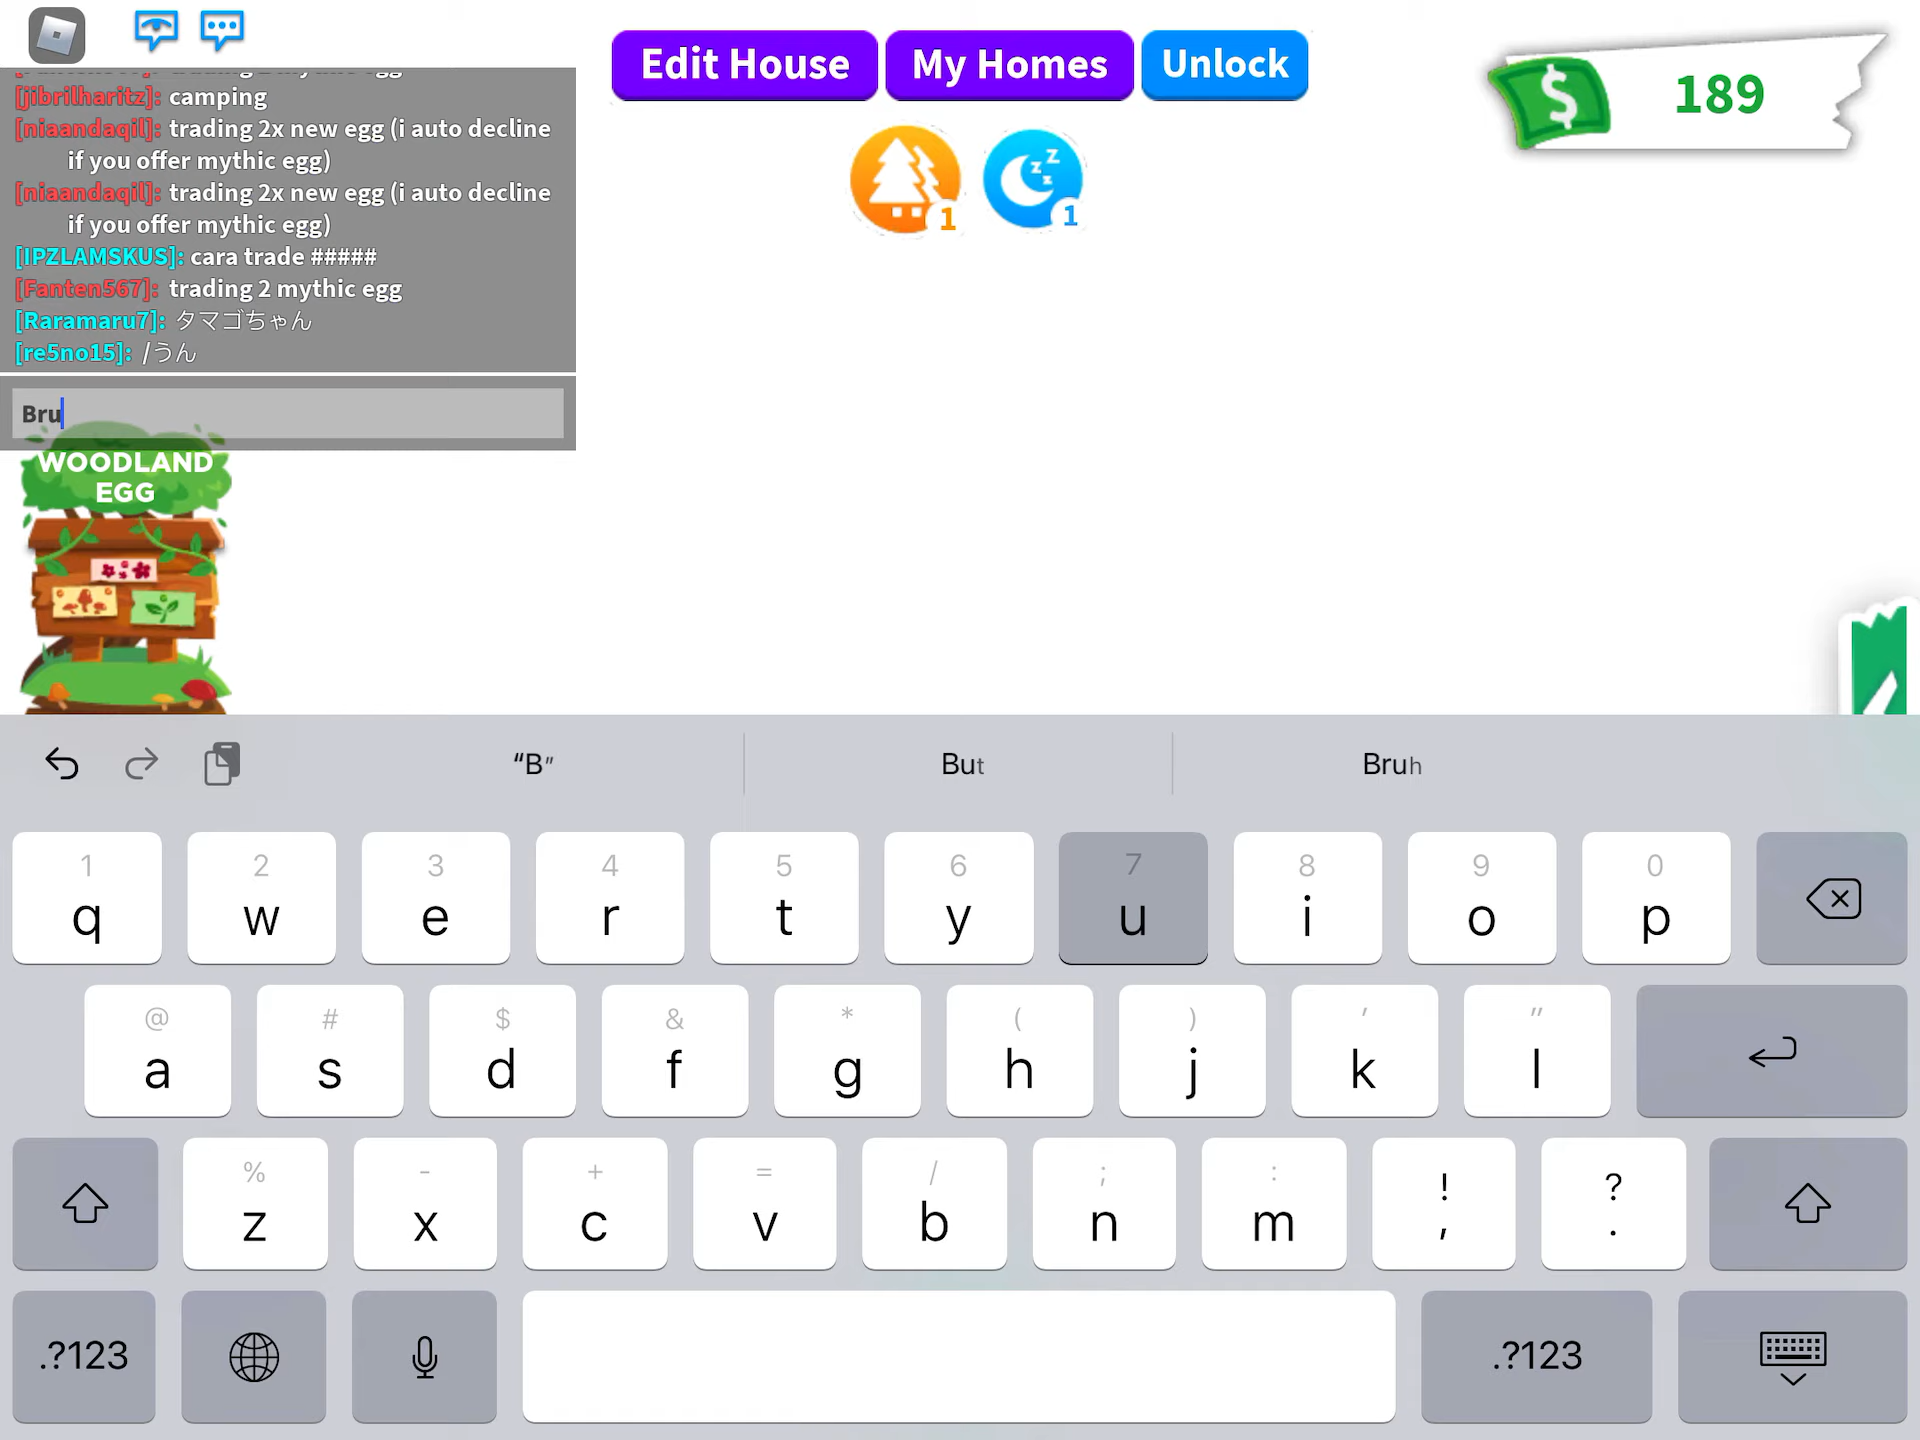 Edit House
My Homes
Unlock
189
1
1
[jibrilharitz]: camping
[niaandaqil]: trading 2x new egg (i auto decline
if you offer mythic egg)
[niaandaqil]: trading 2x new egg (i auto decline
if you offer mythic egg)
[IPZLAMSKUS]: cara trade #####
[Fanten567]: trading 2 mythic egg
[Raramaru7]: タマゴちゃん
[re5no15]: /うん
Bru
WOODLAND
EGG
“B”
But
Bruh
1 2 3 4 5 6 7 8 9 0
q w e r t y u i o p
@ # $ & * ( ) ' "
a s d f g h j k l
% - + = / ; : ! ?
z x c v b n m , .
.?123 .?123